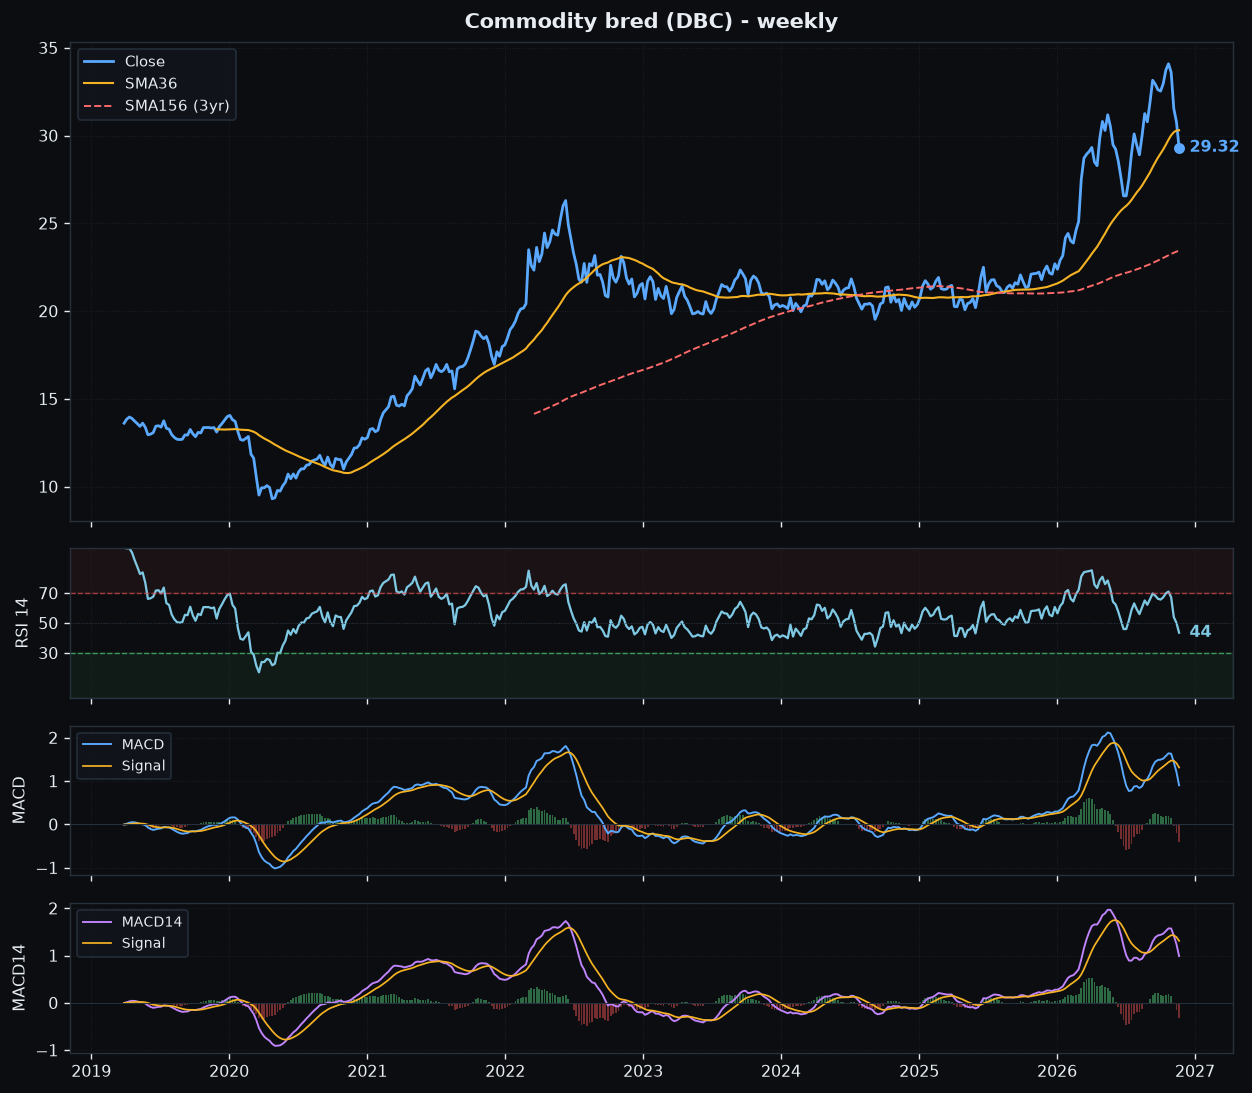 Commodity bred (DBC) - weekly
35
30
25
20
15
10
Close
SMA36
SMA156 (3yr)
29.32
RSI 14
70
50
30
44
MACD
2
1
0
−1
MACD
Signal
MACD14
2
1
0
−1
MACD14
Signal
2019 2020 2021 2022 2023 2024 2025 2026 2027